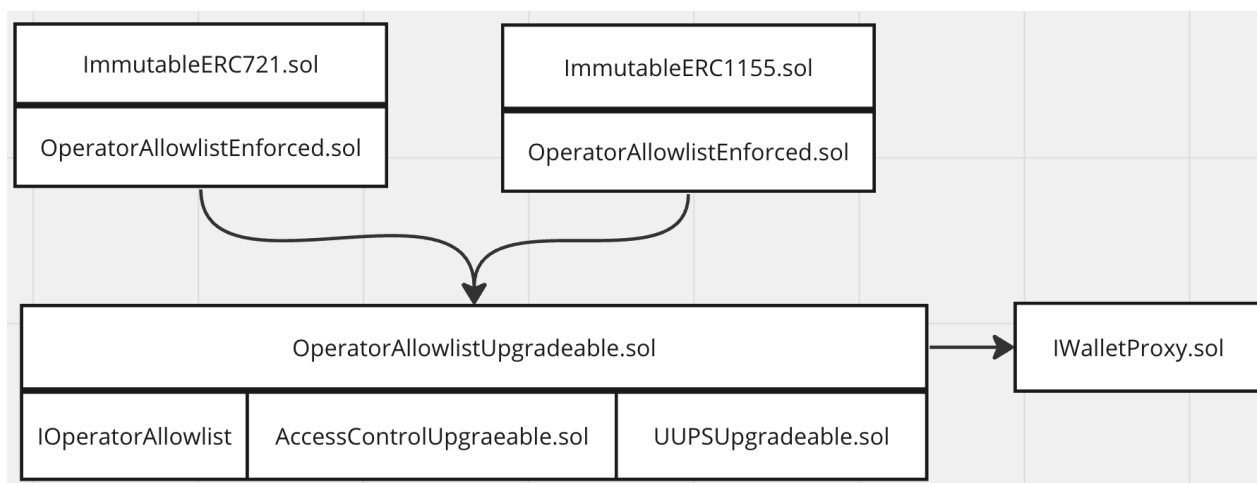 ImmutableERC721.sol
OperatorAllowlistEnforced.sol
ImmutableERC1155.sol
OperatorAllowlistEnforced.sol
OperatorAllowlistUpgradeable.sol
IOperatorAllowlist
AccessControlUpgraeable.sol
UUPSUpgradeable.sol
IWalletProxy.sol